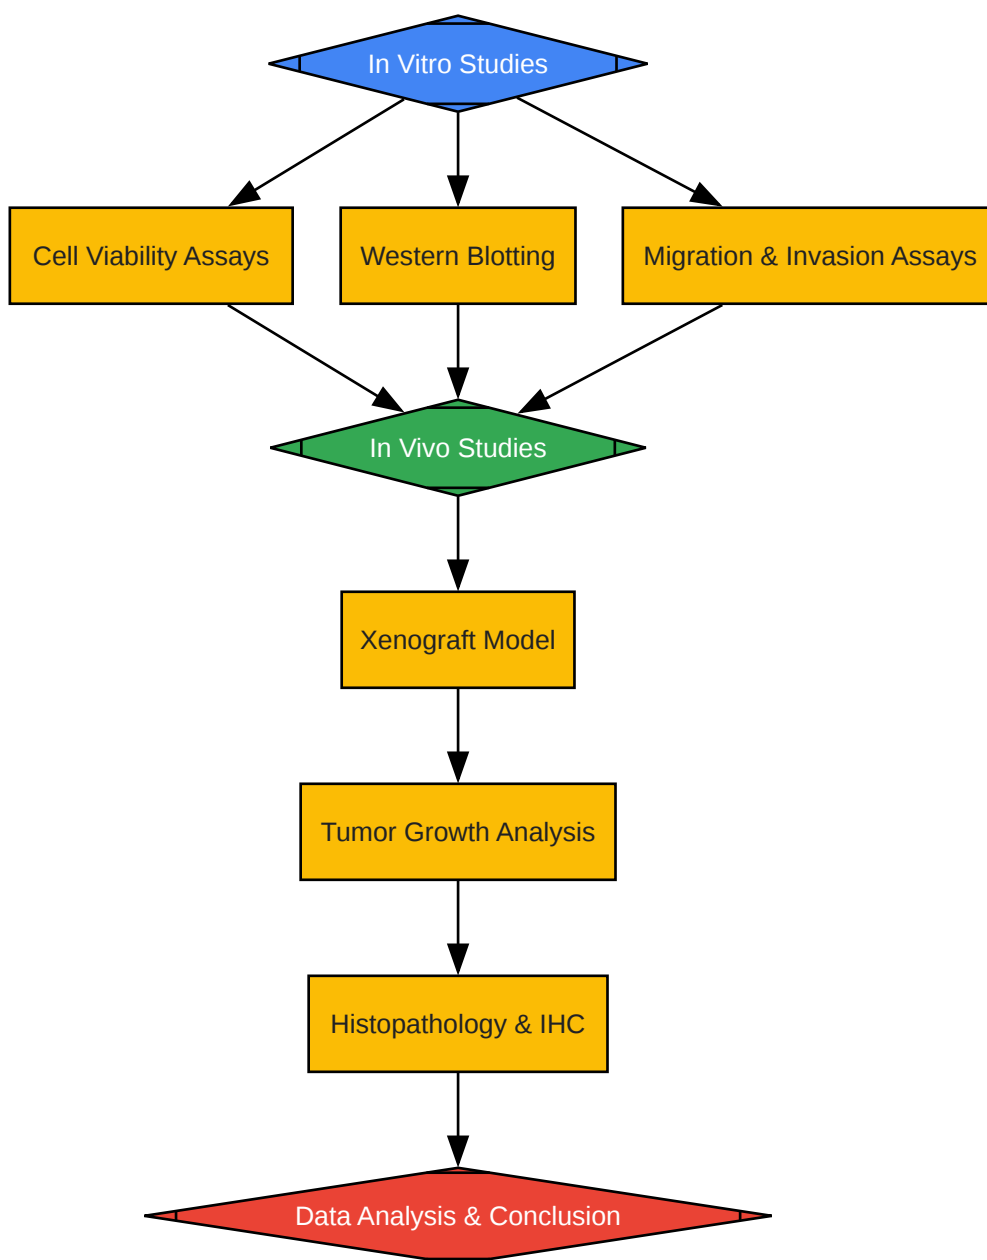 In Vitro Studies
Cell Viability Assays
Western Blotting
Migration & Invasion Assays
In Vivo Studies
Xenograft Model
Tumor Growth Analysis
Histopathology & IHC
Data Analysis & Conclusion